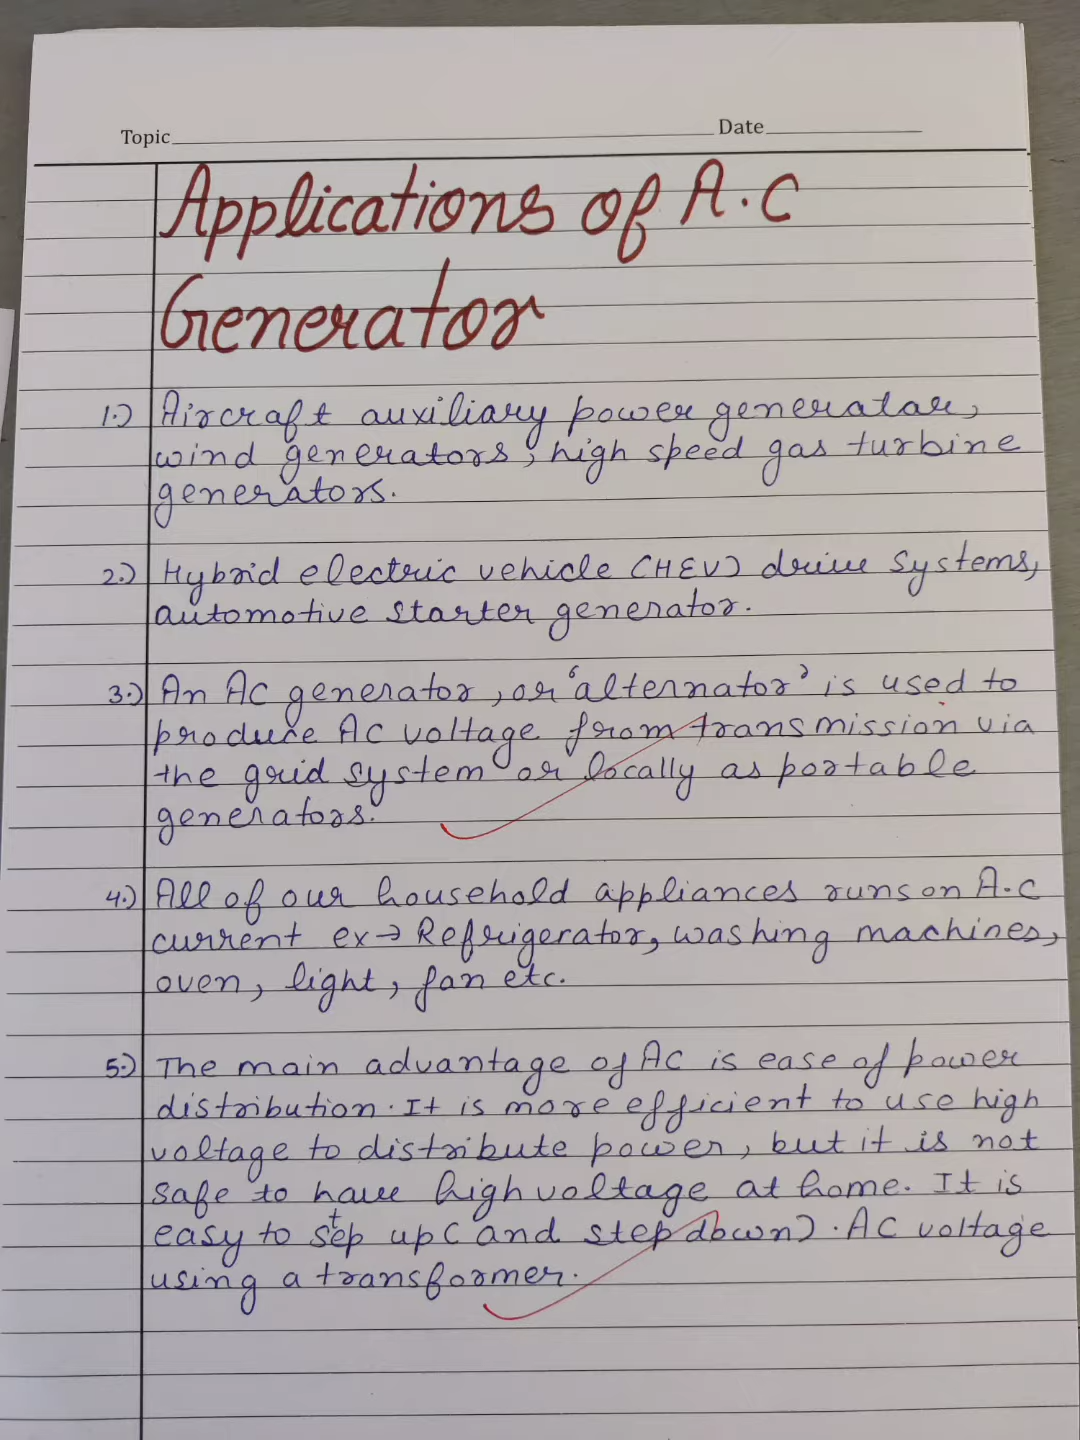 Topic Date
Applications of A.C
Generator
1.) Aircraft auxiliary power generatar,
wind generators, high speed gas turbine
generators.
2.) Hybrid electric vehicle (HEV) drive systems,
automotive starter generator.
3.) An AC generator, or 'alternator' is used to
produce AC voltage from transmission via
the grid system or locally as portable
generators.
4.) All of our household appliances runs on A.C
current ex→ Refrigerator, washing machines,
oven, light, fan etc.
5.) The main advantage of AC is ease of power
distribution. It is more efficient to use high
voltage to distribute power, but it is not
safe to have high voltage at home. It is
easy to step up (and step down). AC voltage
using a transformer.